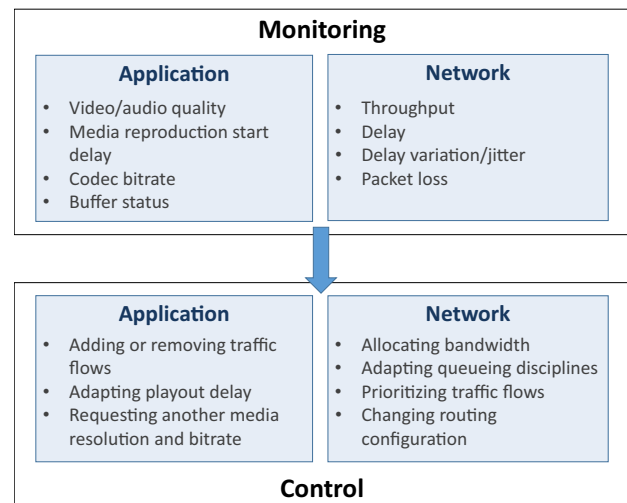 Monitoring
Application
• Video/audio quality
• Media reproduction start
delay
• Codec bitrate
• Buffer status
Network
• Throughput
• Delay
• Delay variation/jitter
• Packet loss
Application
• Adding or removing traffic
flows
• Adapting playout delay
• Requesting another media
resolution and bitrate
Network
• Allocating bandwidth
• Adapting queueing disciplines
• Prioritizing traffic flows
• Changing routing
configuration
Control